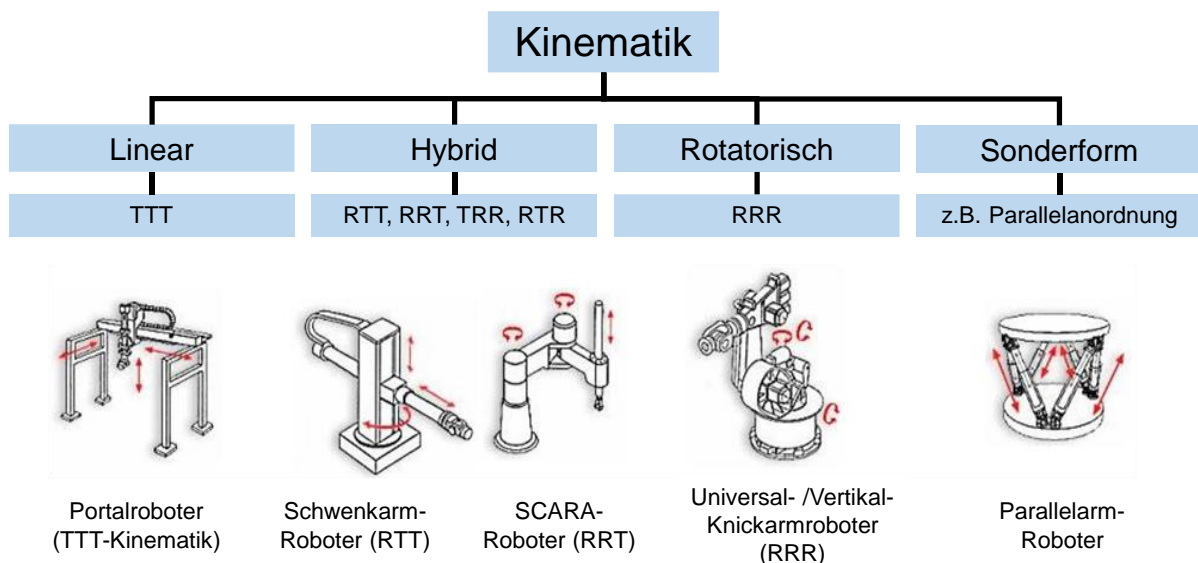 Kinematik
Linear
Hybrid
Rotatorisch
Sonderform
TTT
RTT, RRT, TRR, RTR
RRR
z.B. Parallelanordnung
Portalroboter
(TTT-Kinematik)
Schwenkarm-
Roboter (RTT)
SCARA-
Roboter (RRT)
Universal- /Vertikal-
Knickarmroboter
(RRR)
Parallelarm-
Roboter